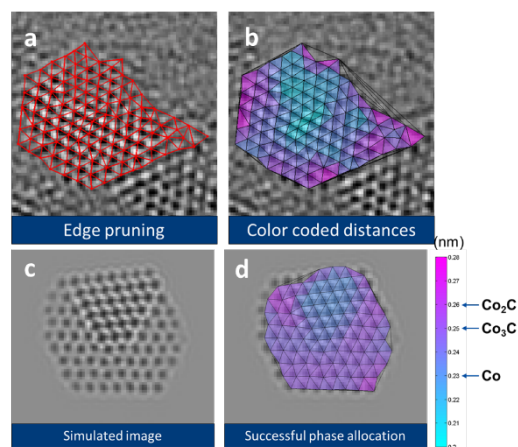 a
b
Edge pruning
Color coded distances
(nm)
c
d
0.28
0.27
0.26
Co₂C
0.25
Co₃C
0.24
0.23
Co
0.22
0.21
0.2
Simulated image
Successful phase allocation